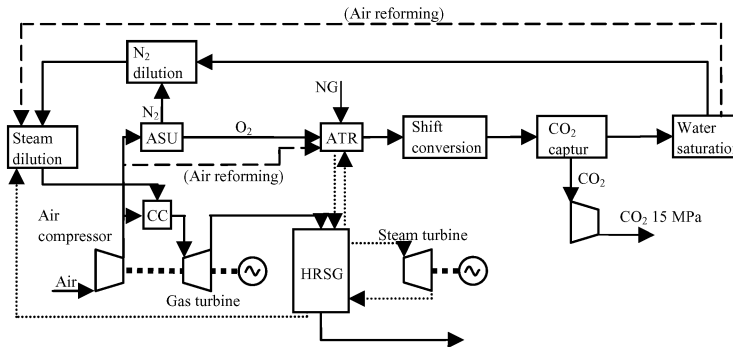 (Air reforming)
N2
dilution
NG
N2
O2
Steam
dilution
ASU
ATR
Shift
conversion
CO2
captur
Water
saturation
(Air reforming)
CO2
Air
compressor
CC
Steam turbine
CO2 15 MPa
HRSG
Air
Gas turbine